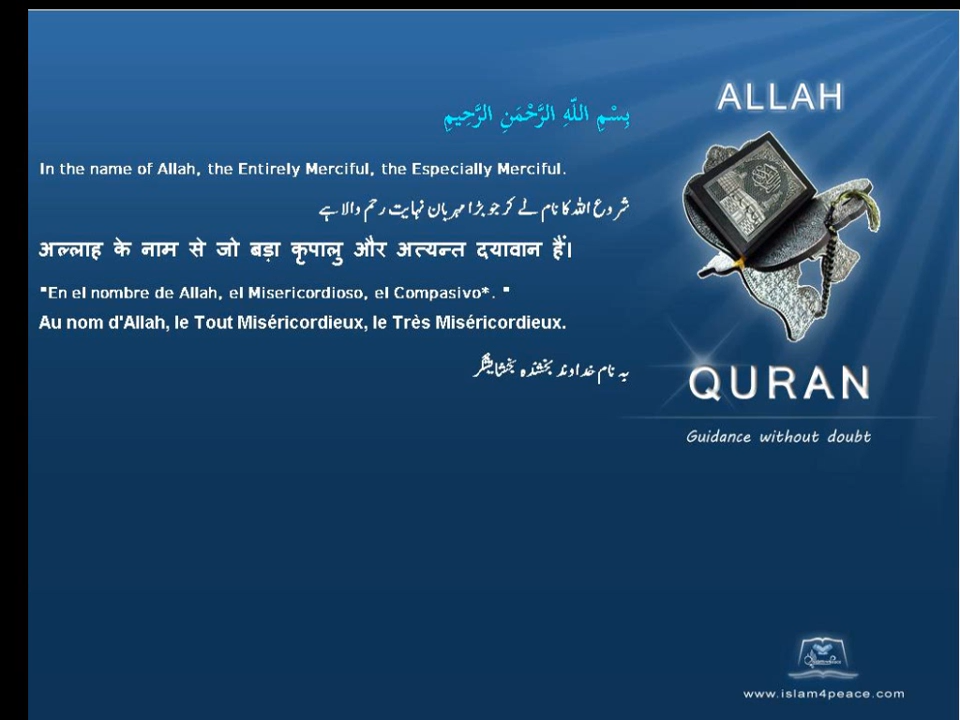 بِسْمِ اللّهِ الرَّحْمَنِ الرَّحِيمِ
In the name of Allah, the Entirely Merciful, the Especially Merciful.
شروع اللہ کا نام لے کر جو بڑا مہربان نہایت رحم والا ہے
अल्लाह के नाम से जो बड़ा कृपालु और अत्यन्त दयावान हैं।
"En el nombre de Allah, el Misericordioso, el Compasivo*. "
Au nom d'Allah, le Tout Miséricordieux, le Très Miséricordieux.
به نام خداوند بخشنده بخشایشگر
ALLAH
QURAN
Guidance without doubt
www.islam4peace.com